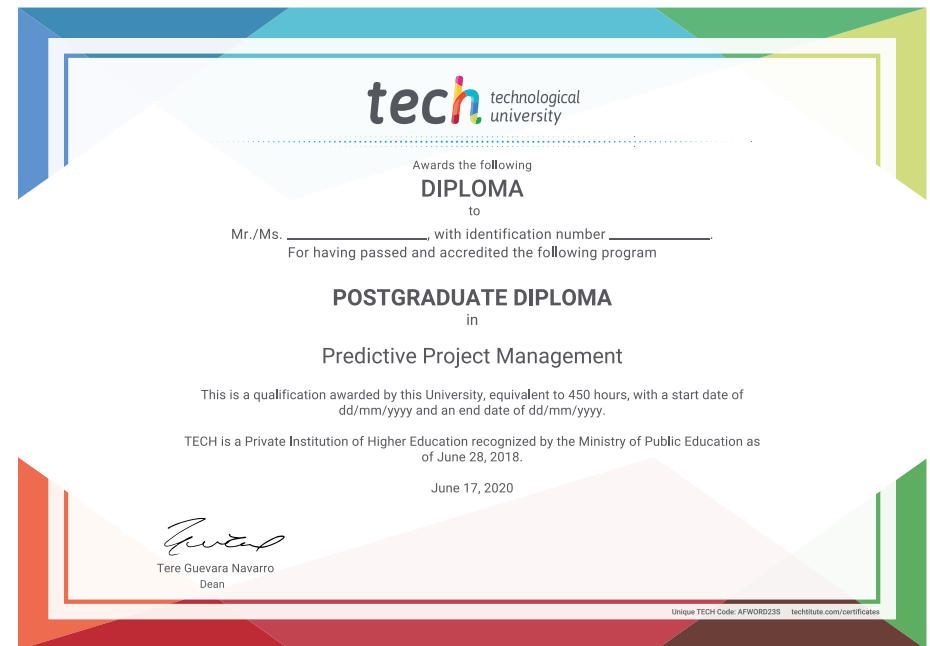 tech technological
university
Awards the following
DIPLOMA
to
Mr./Ms. ____________________, with identification number ______________.
For having passed and accredited the following program
POSTGRADUATE DIPLOMA
in
Predictive Project Management
This is a qualification awarded by this University, equivalent to 450 hours, with a start date of
dd/mm/yyyy and an end date of dd/mm/yyyy.
TECH is a Private Institution of Higher Education recognized by the Ministry of Public Education as
of June 28, 2018.
June 17, 2020
Tere Guevara Navarro
Dean
Unique TECH Code: AFWORD23S techtitute.com/certificates